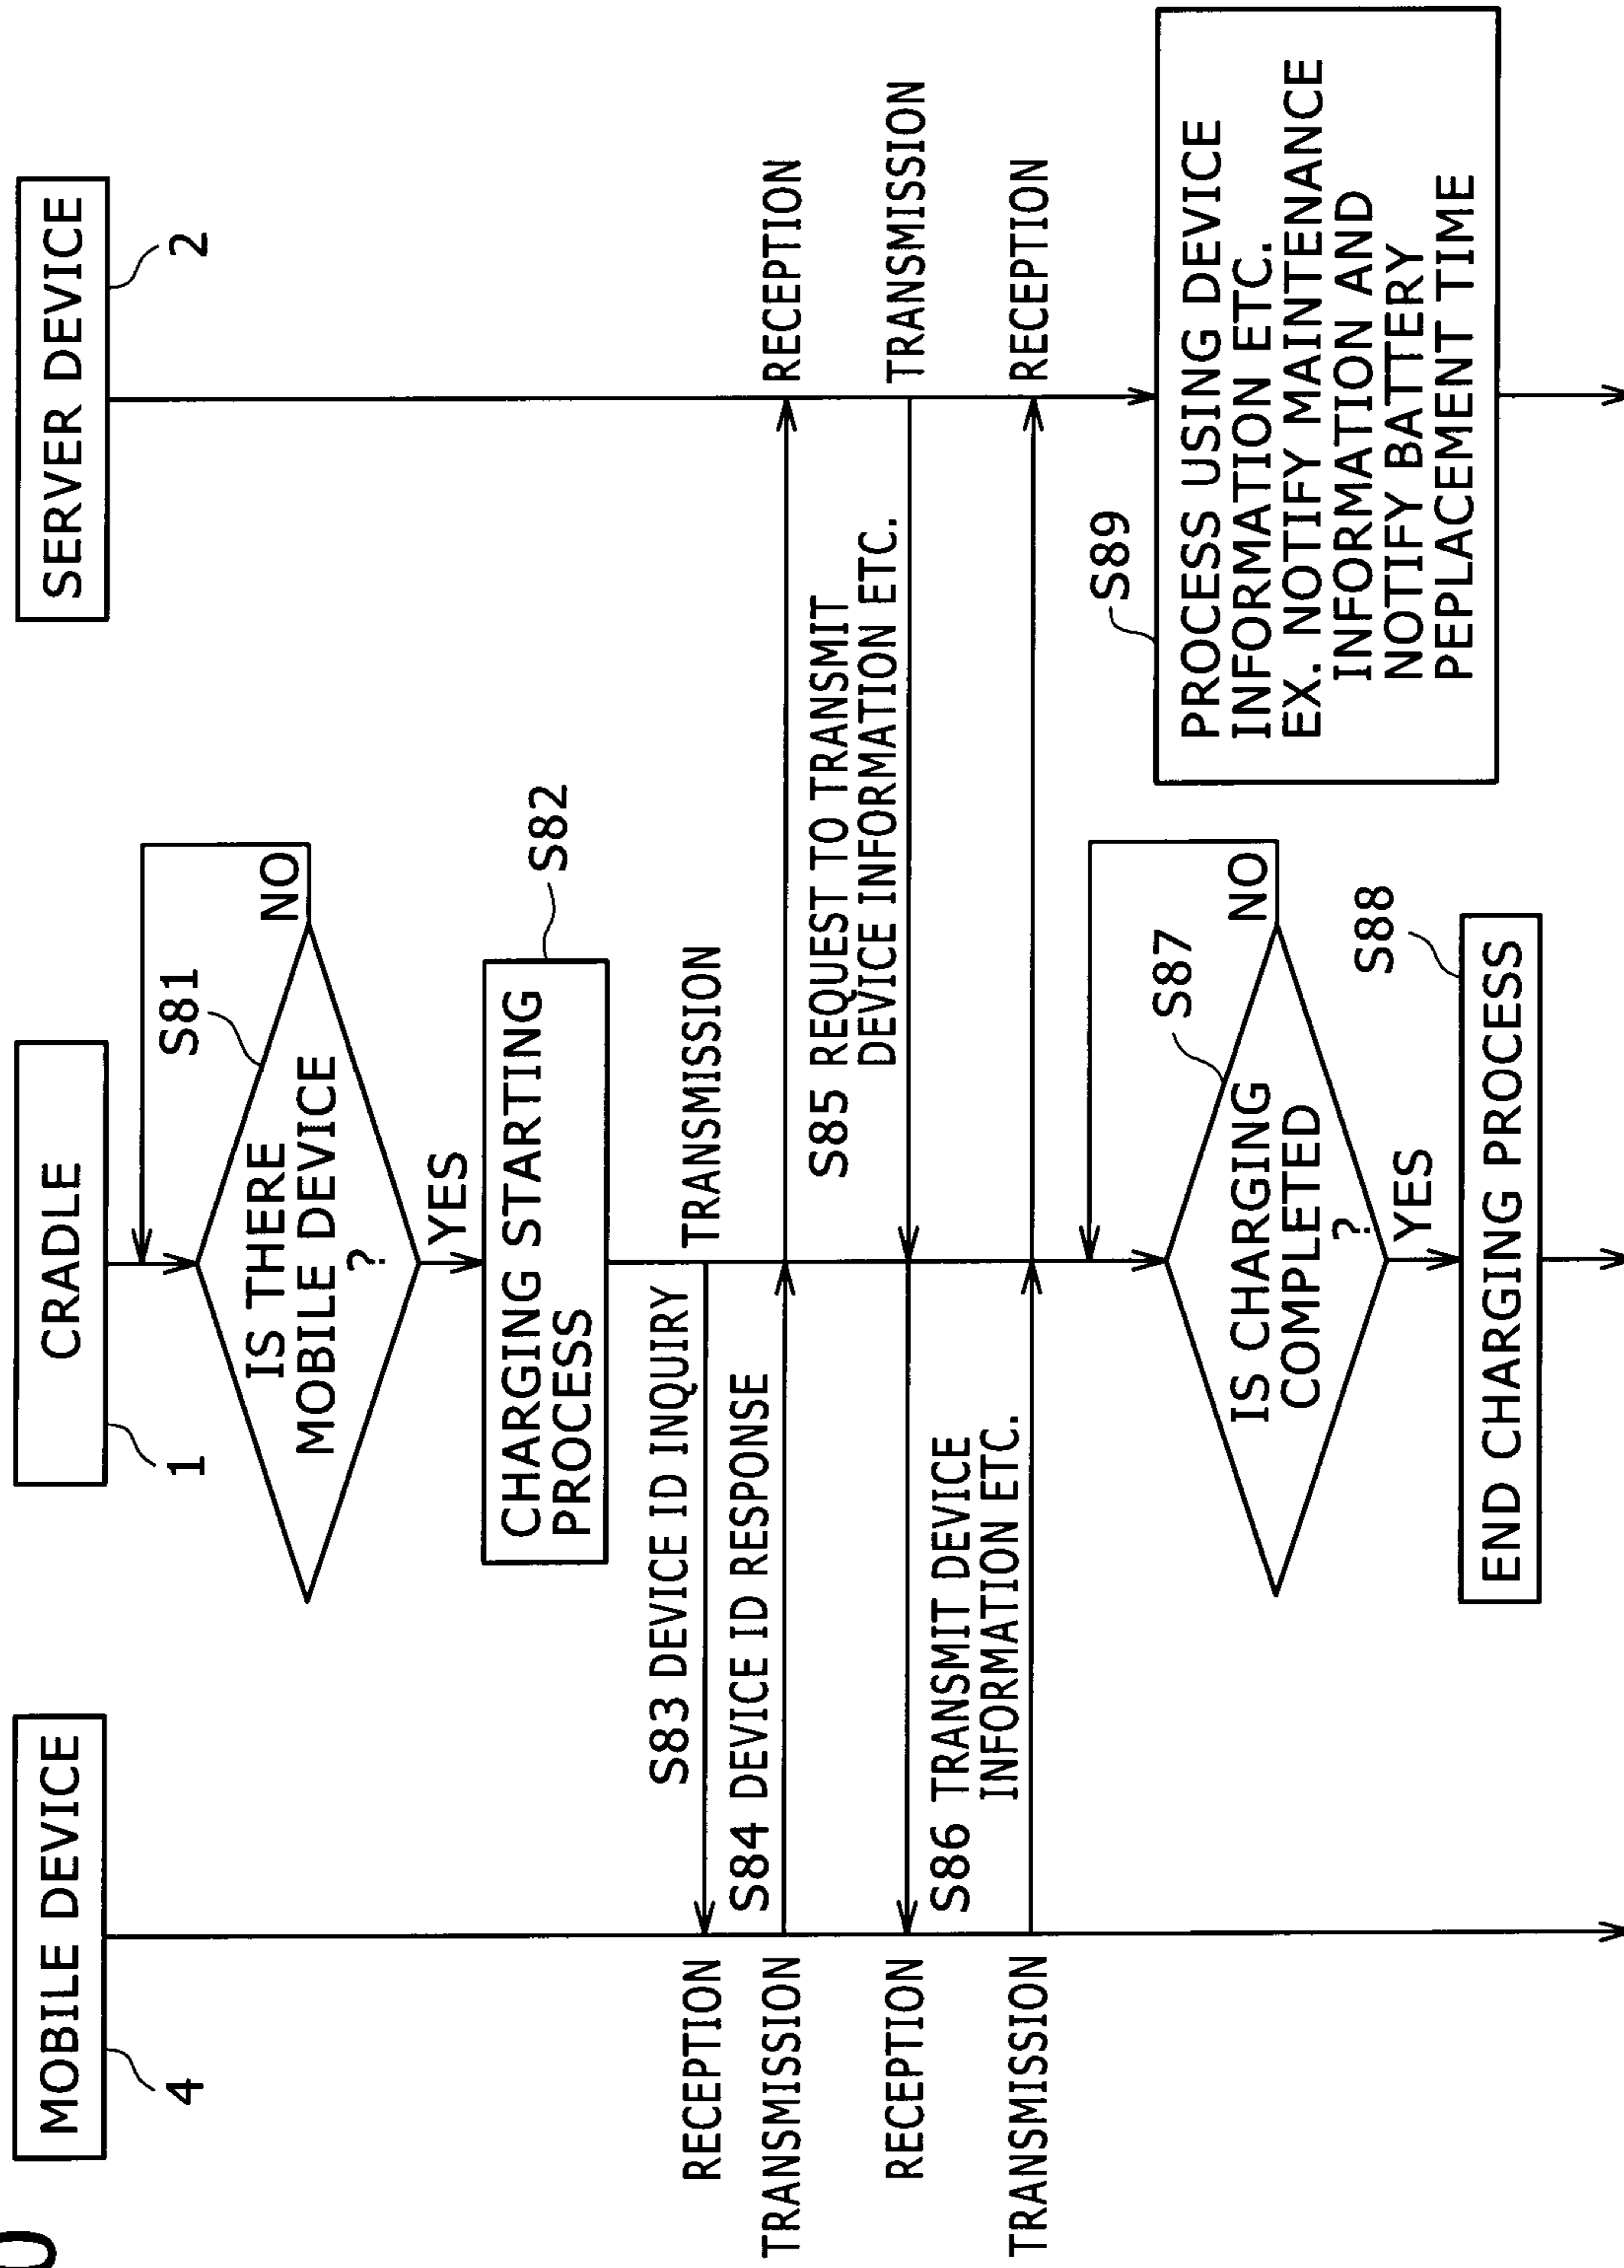 MOBILE DEVICE
4
CRADLE
1
SERVER DEVICE
2
S81
IS THERE
MOBILE DEVICE
?
NO
YES
S82
CHARGING STARTING
PROCESS
RECEPTION
S83 DEVICE ID INQUIRY
TRANSMISSION
TRANSMISSION
S84 DEVICE ID RESPONSE
RECEPTION
RECEPTION
S85 REQUEST TO TRANSMIT
DEVICE INFORMATION ETC.
TRANSMISSION
TRANSMISSION
S86 TRANSMIT DEVICE
INFORMATION ETC.
RECEPTION
S87
IS CHARGING
COMPLETED
?
NO
YES
S88
END CHARGING PROCESS
S89
PROCESS USING DEVICE
INFORMATION ETC.
EX. NOTIFY MAINTENANCE
INFORMATION AND
NOTIFY BATTERY
PEPLACEMENT TIME